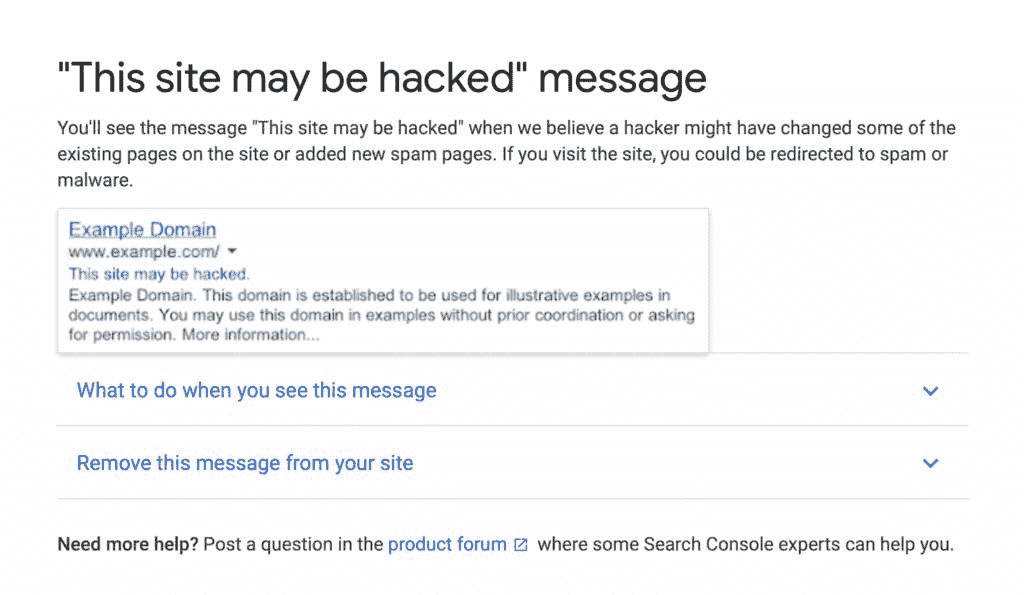 "This site may be hacked" message
You'll see the message "This site may be hacked" when we believe a hacker might have changed some of the
existing pages on the site or added new spam pages. If you visit the site, you could be redirected to spam or
malware.
Example Domain
www.example.com/
This site may be hacked.
Example Domain. This domain is established to be used for illustrative examples in
documents. You may use this domain in examples without prior coordination or asking
for permission. More information...
What to do when you see this message
Remove this message from your site
Need more help? Post a question in the product forum where some Search Console experts can help you.